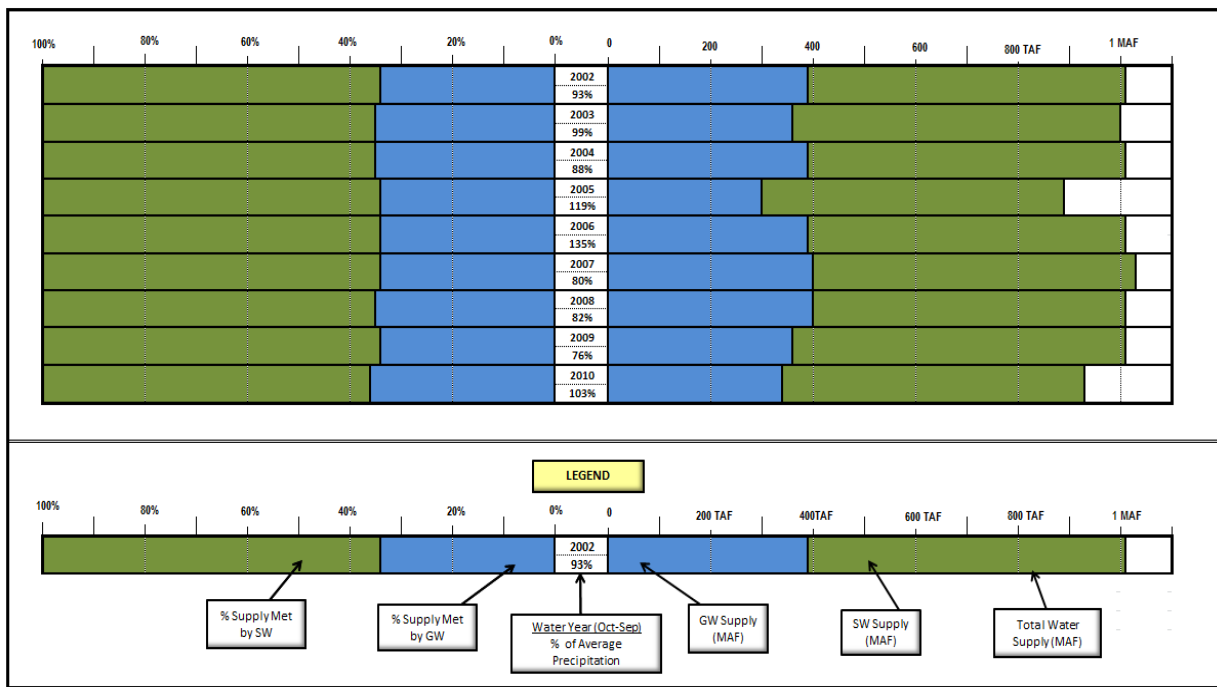 100% 80% 60% 40% 20% 0% 0 200 400 600 800 TAF 1 MAF
2002
93%
2003
99%
2004
88%
2005
119%
2006
135%
2007
80%
2008
82%
2009
76%
2010
103%
LEGEND
100% 80% 60% 40% 20% 0% 0 200 TAF 400TAF 600 TAF 800 TAF 1 MAF
2002
93%
% Supply Met
by SW
% Supply Met
by GW
Water Year (Oct-Sep)
% of Average
Precipitation
GW Supply
(MAF)
SW Supply
(MAF)
Total Water
Supply (MAF)